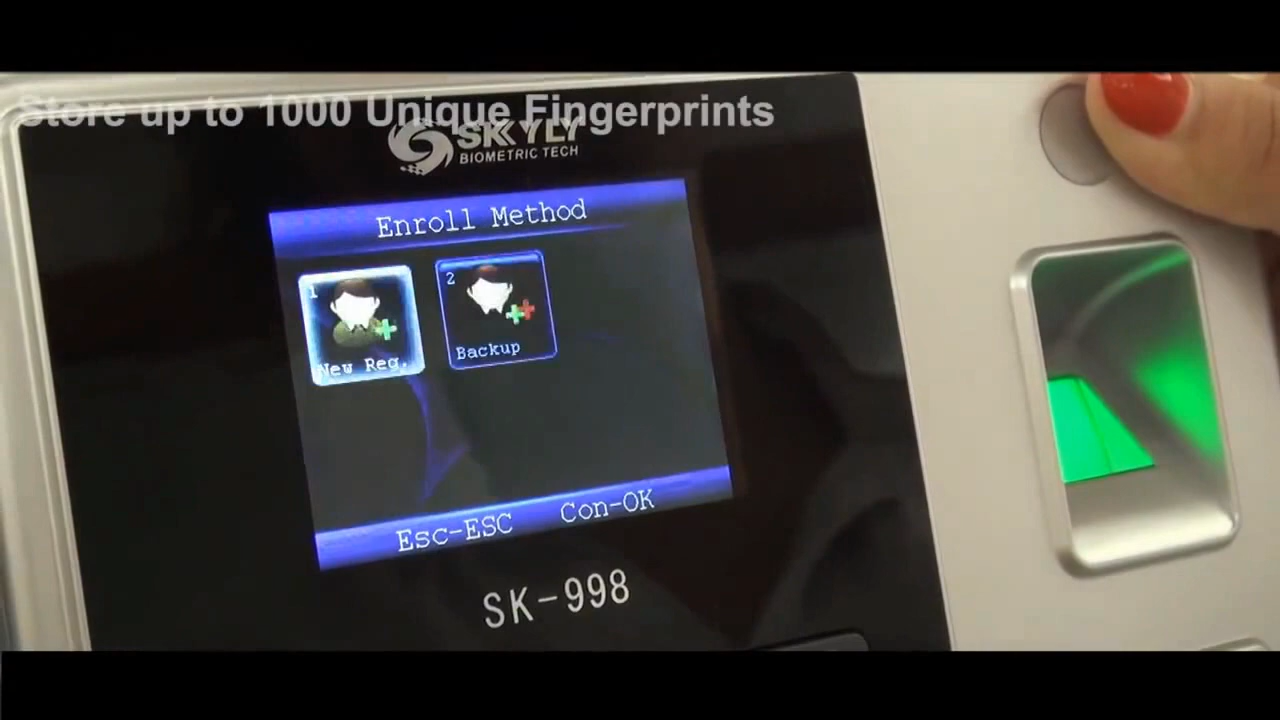 Store up to 1000 Unique Fingerprints
SKYLY
BIOMETRIC TECH
Enroll Method
1
New Reg.
2
Backup
Esc-ESC Con-OK
SK-998